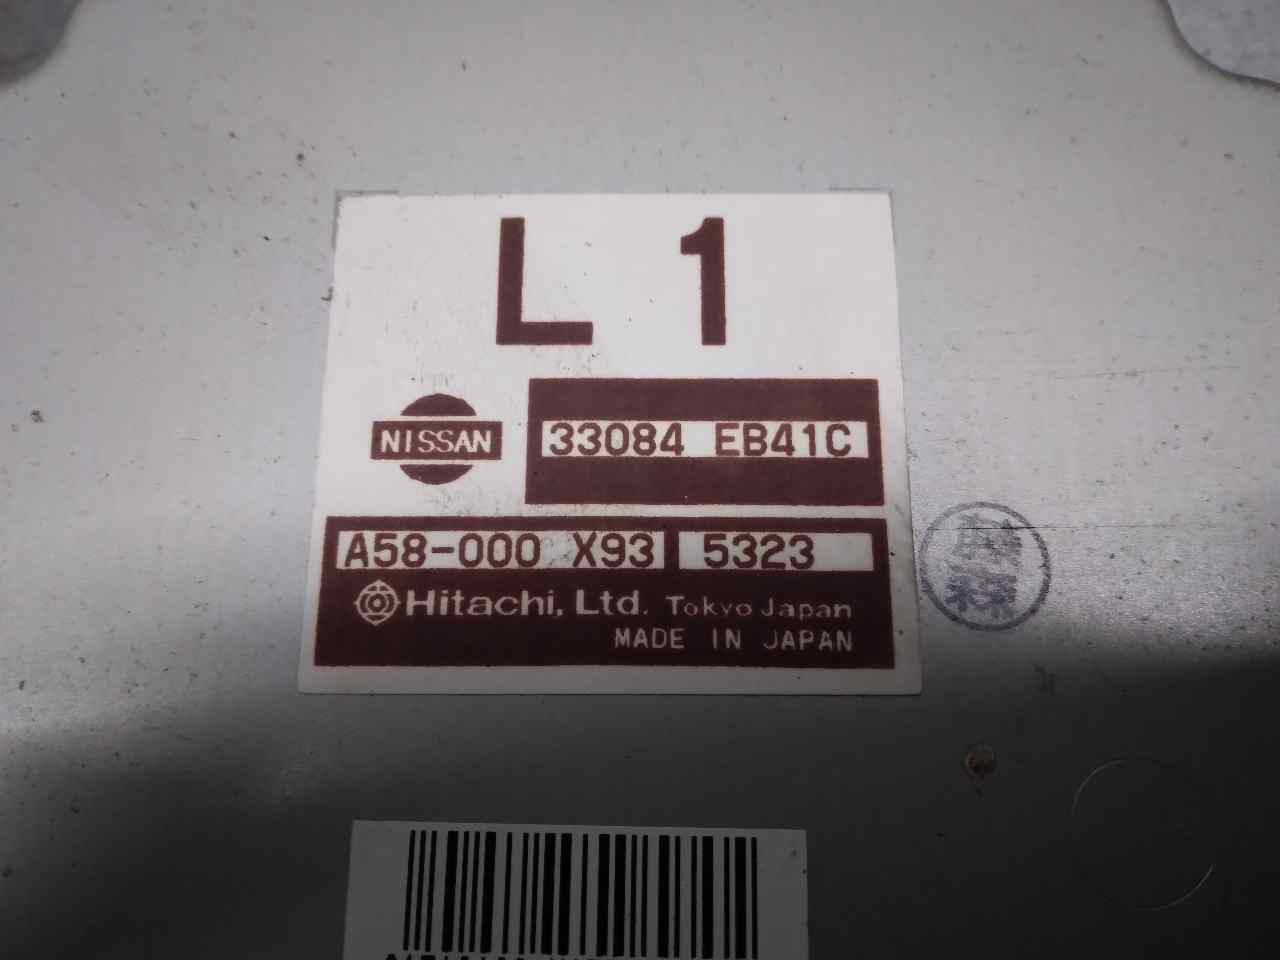 L 1
NISSAN
33084 EB41C
A58-000 X93 5323
Hitachi, Ltd. Tokyo Japan
MADE IN JAPAN